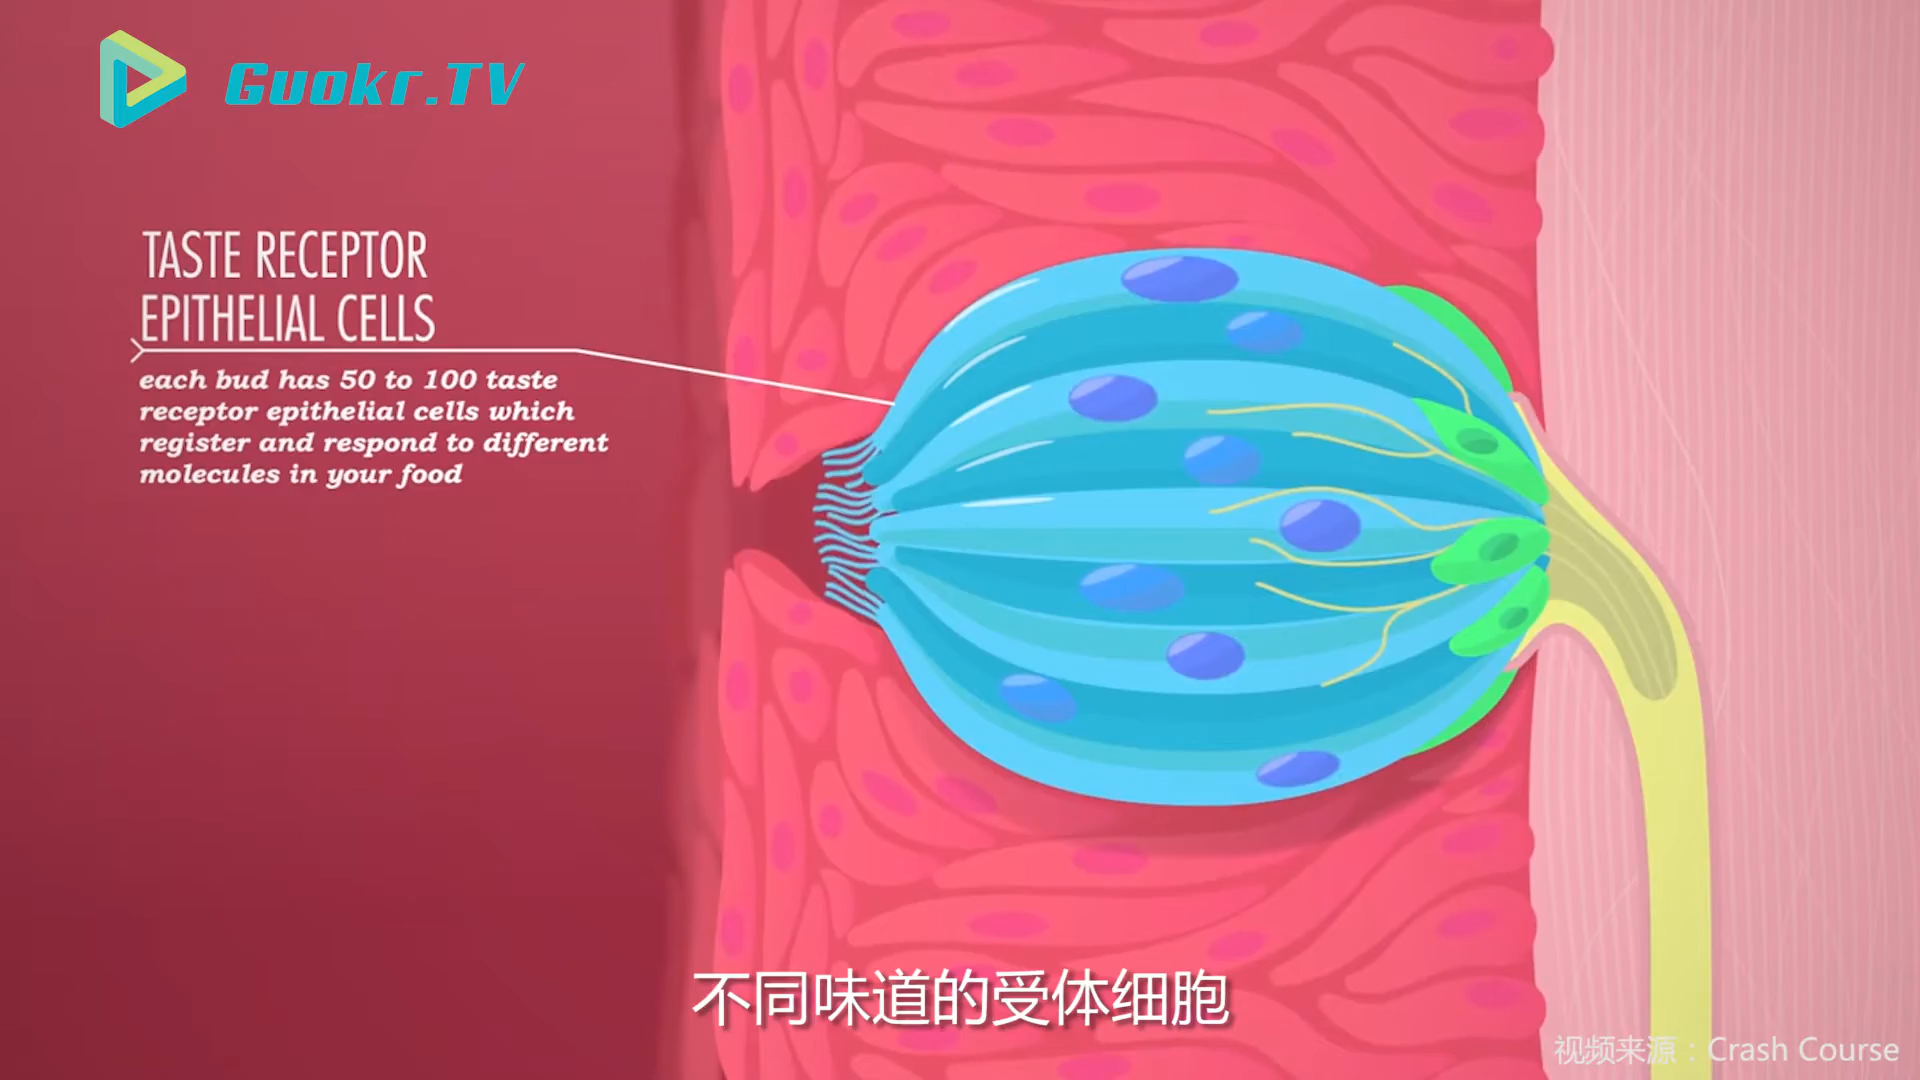 Guokr.TV
TASTE RECEPTOR
EPITHELIAL CELLS
each bud has 50 to 100 taste
receptor epithelial cells which
register and respond to different
molecules in your food
不同味道的受体细胞
视频来源：Crash Course